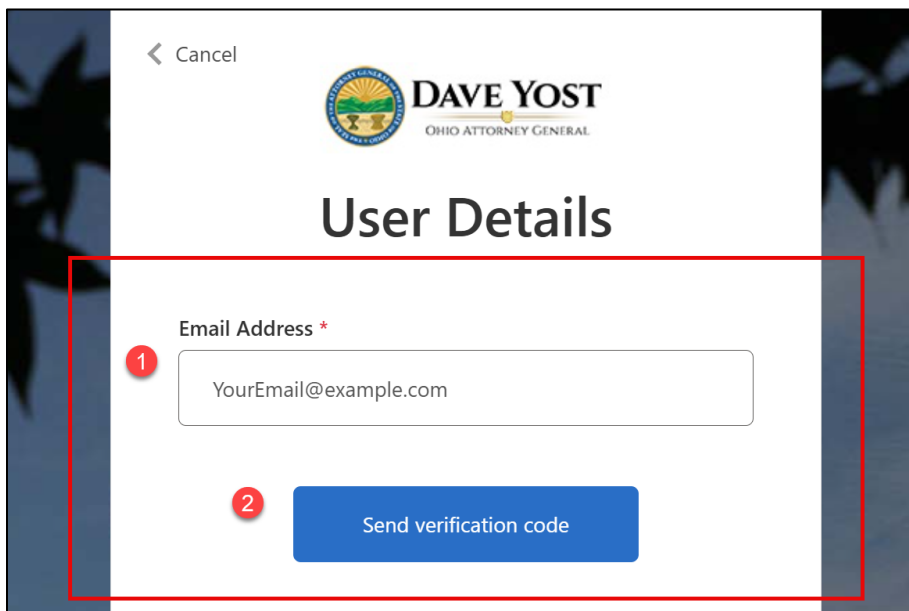 Cancel
DAVE YOST
OHIO ATTORNEY GENERAL
User Details
Email Address *
1
YourEmail@example.com
2
Send verification code